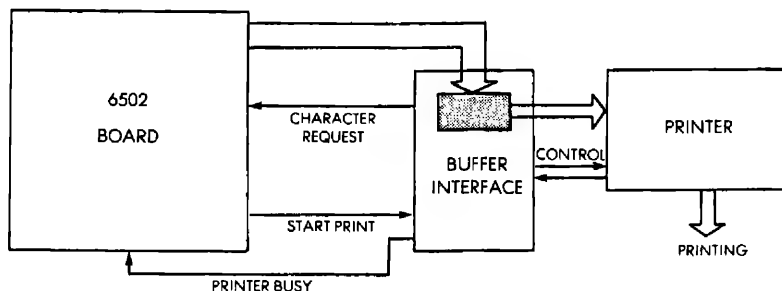 6502
BOARD
CHARACTER
REQUEST
START PRINT
PRINTER BUSY
BUFFER
INTERFACE
CONTROL
PRINTER
PRINTING